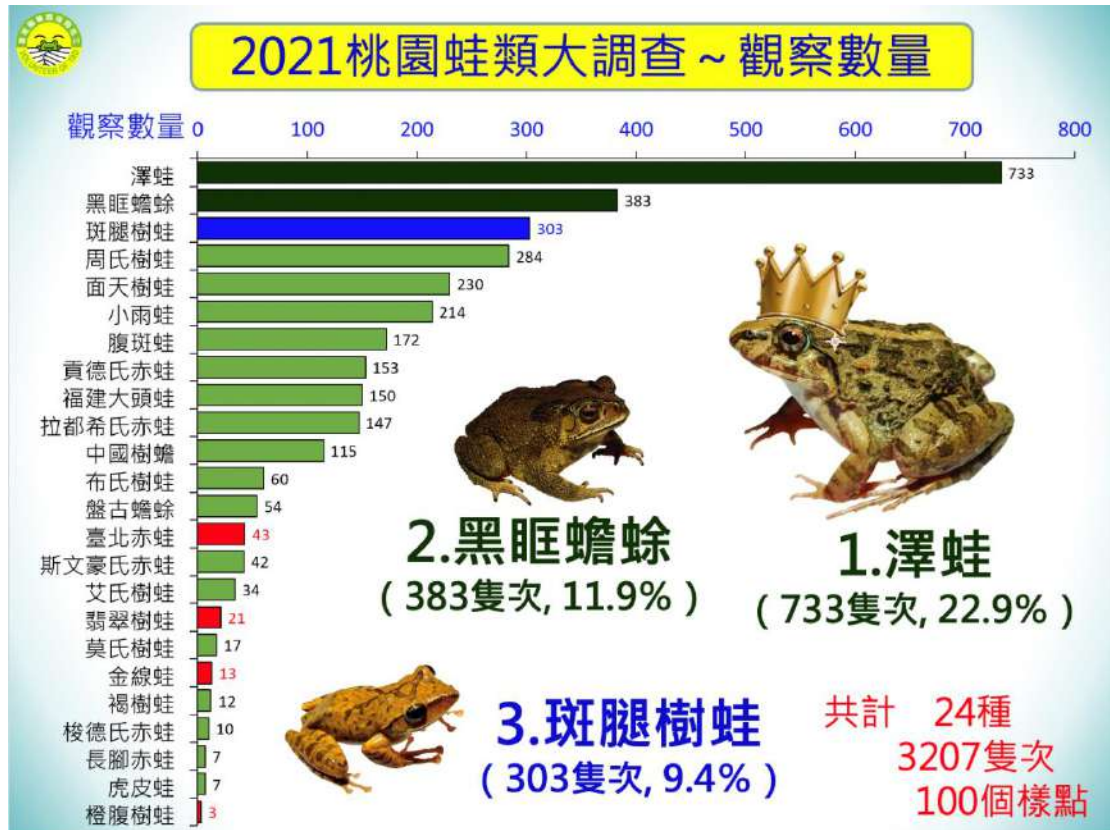 2021桃園蛙類大調查~觀察數量
觀察數量 0 100 200 300 400 500 600 700 800
澤蛙 733
黑眶蟾蜍 383
斑腿樹蛙 303
周氏樹蛙 284
面天樹蛙 230
小雨蛙 214
腹斑蛙 172
貢德氏赤蛙 153
福建大頭蛙 150
拉都希氏赤蛙 147
中國樹蟾 115
布氏樹蛙 60
盤古蟾蜍 54
臺北赤蛙 43
斯文豪氏赤蛙 42
艾氏樹蛙 34
翡翠樹蛙 21
莫氏樹蛙 17
金線蛙 13
褐樹蛙 12
梭德氏赤蛙 10
長腳赤蛙 7
虎皮蛙 7
橙腹樹蛙 3
1.澤蛙
(733隻次, 22.9%)
2.黑眶蟾蜍
(383隻次, 11.9%)
3.斑腿樹蛙
(303隻次, 9.4%)
共計 24種
3207隻次
100個樣點